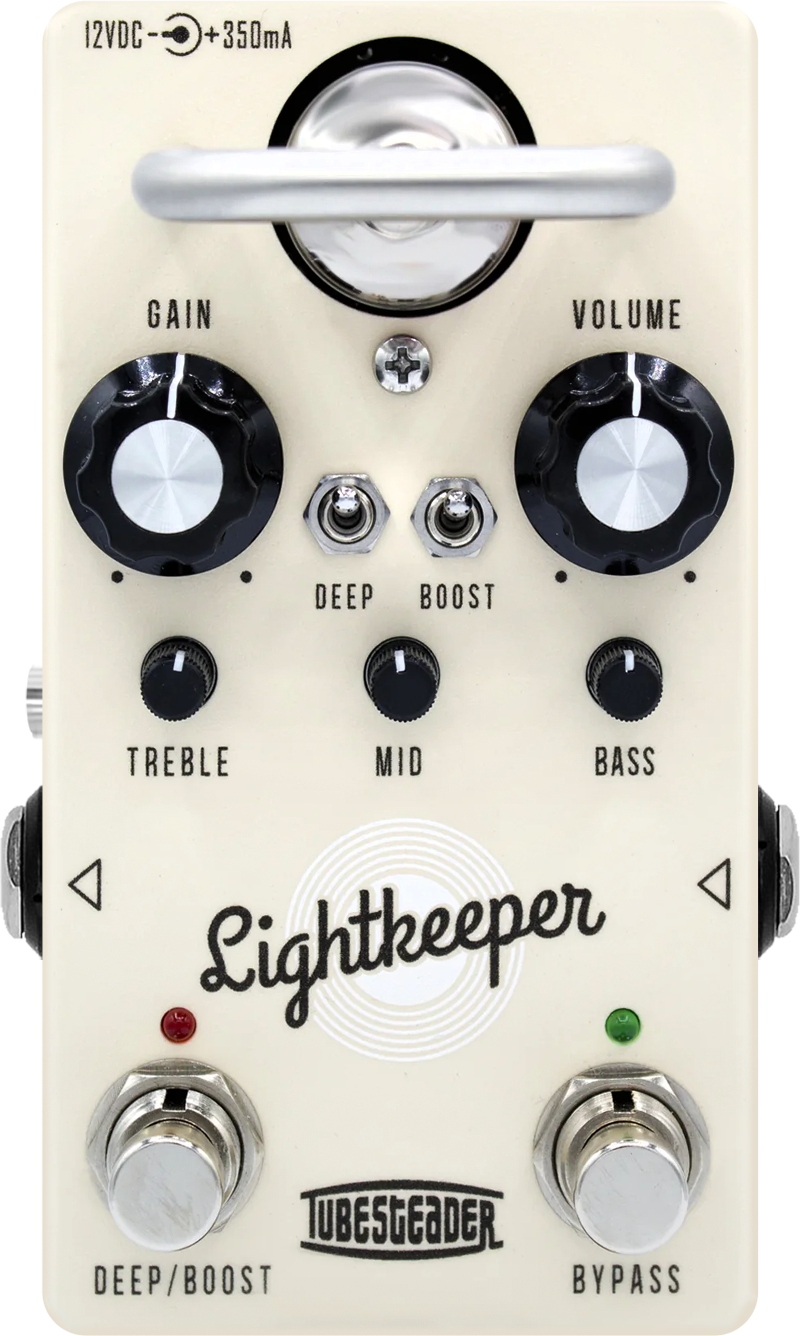 12VDC - + 350mA
GAIN
VOLUME
DEEP
BOOST
TREBLE
MID
BASS
Lightkeeper
TUBESTEADER
DEEP/BOOST
BYPASS